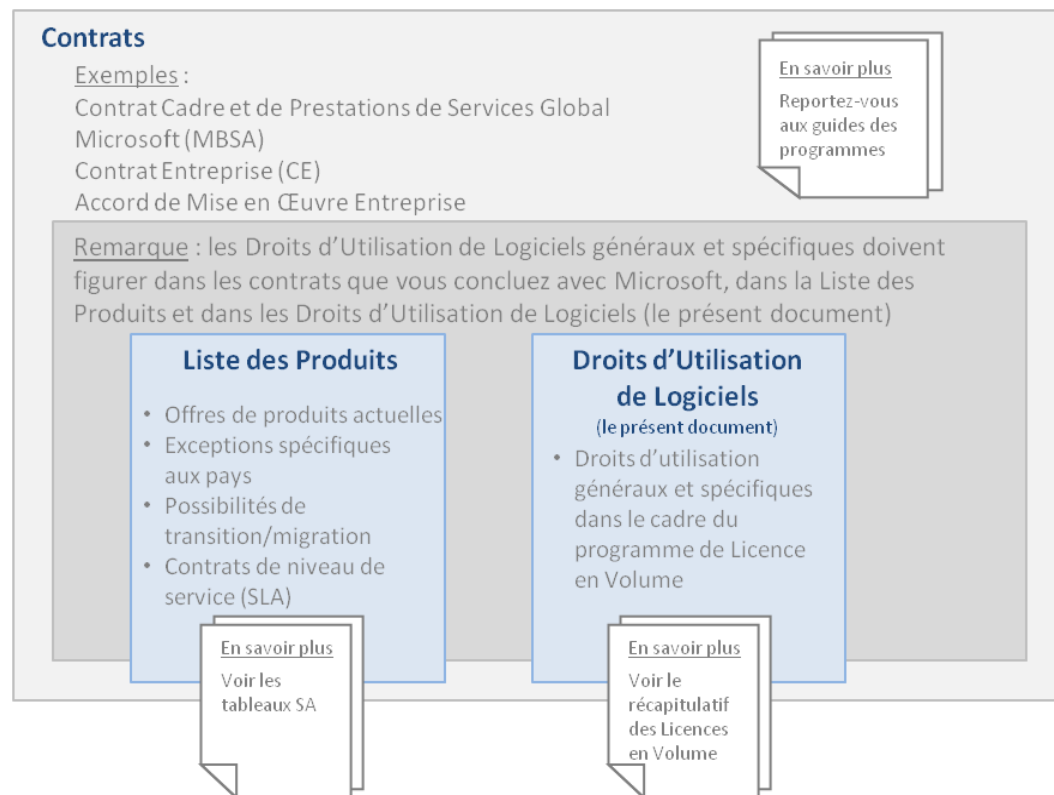 Contrats
Exemples :
Contrat Cadre et de Prestations de Services Global
Microsoft (MBSA)
Contrat Entreprise (CE)
Accord de Mise en Œuvre Entreprise
En savoir plus
Reportez-vous
aux guides des
programmes
Remarque : les Droits d’Utilisation de Logiciels généraux et spécifiques doivent
figurer dans les contrats que vous concluez avec Microsoft, dans la Liste des
Produits et dans les Droits d’Utilisation de Logiciels (le présent document)
Liste des Produits
• Offres de produits actuelles
• Exceptions spécifiques
aux pays
• Possibilités de
transition/migration
• Contrats de niveau de
service (SLA)
En savoir plus
Voir les
tableaux SA
Droits d’Utilisation
de Logiciels
(le présent document)
• Droits d’utilisation
généraux et spécifiques
dans le cadre du
programme de Licence
en Volume
En savoir plus
Voir le
récapitulatif
des Licences
en Volume